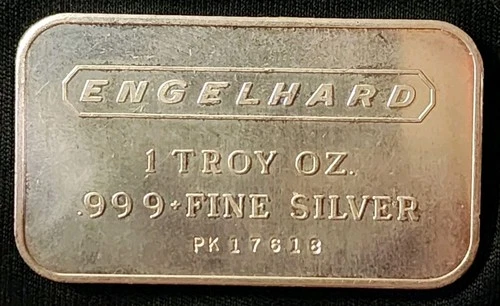 ENGELHARD
1 TROY OZ.
.999+FINE SILVER
PK17618